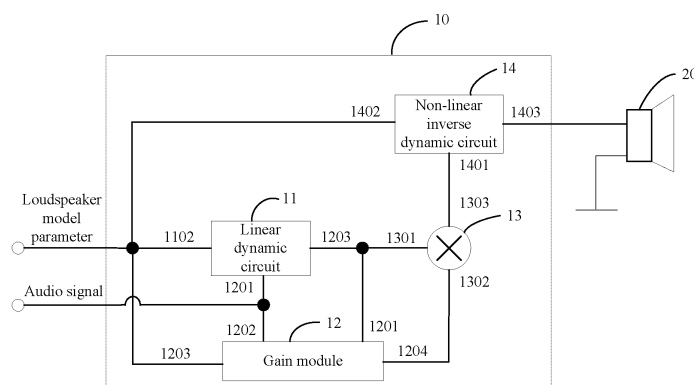 10
14
20
Non-linear
inverse
dynamic circuit
1402
1403
1401
Loudspeaker
model
parameter
11
1303
13
1102
Linear
dynamic
circuit
1203
1301
1302
Audio signal
1201
1202
12
1201
1203
Gain module
1204